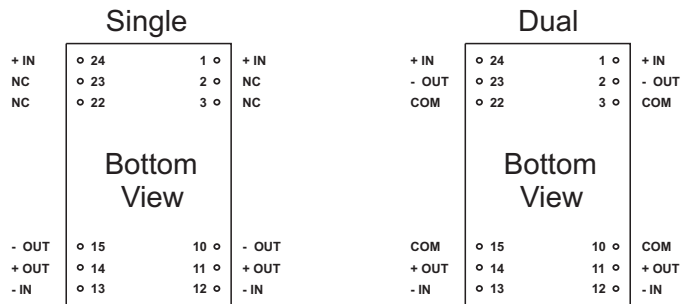 Single
+ IN 24 1 + IN
NC 23 2 NC
NC 22 3 NC
Bottom
View
- OUT 15 10 - OUT
+ OUT 14 11 + OUT
- IN 13 12 - IN
Dual
+ IN 24 1 + IN
- OUT 23 2 - OUT
COM 22 3 COM
Bottom
View
COM 15 10 COM
+ OUT 14 11 + OUT
- IN 13 12 - IN